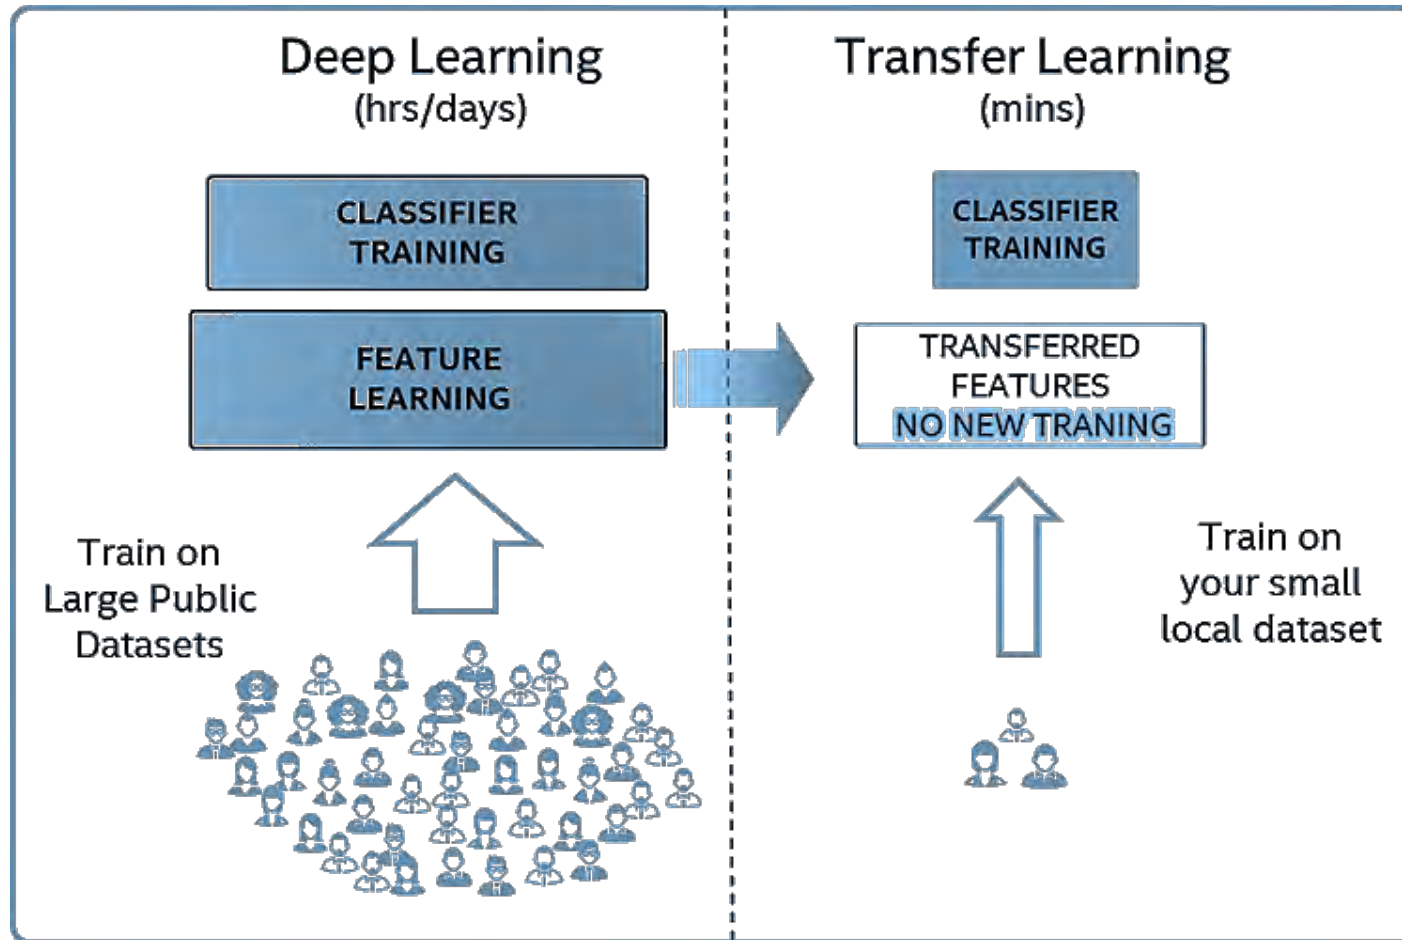 Deep Learning
(hrs/days)
CLASSIFIER
TRAINING
FEATURE
LEARNING
Train on
Large Public
Datasets
Transfer Learning
(mins)
CLASSIFIER
TRAINING
TRANSFERRED
FEATURES
NO NEW TRANING
Train on
your small
local dataset